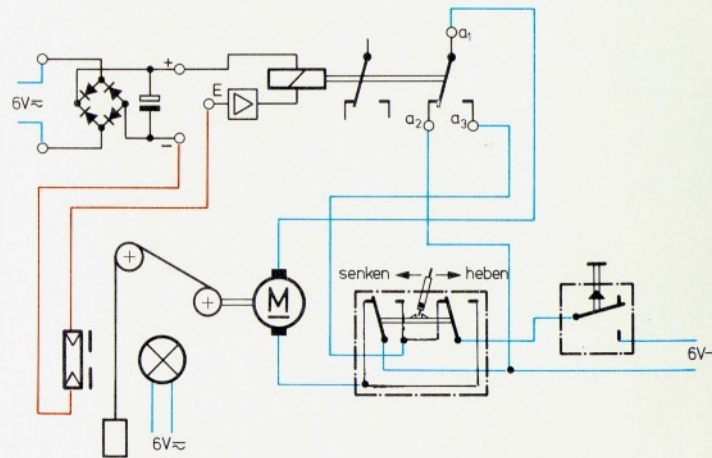 a₁
+
6V≂
E
−
a₂ a₃
senken heben
M
6V-
6V≂